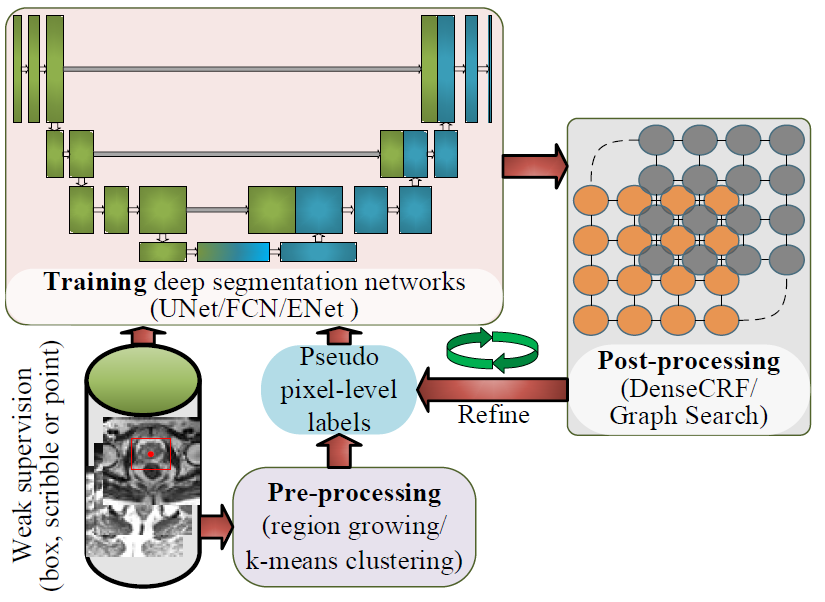 Training deep segmentation networks
(UNet/FCN/ENet )
Weak supervision
(box, scribble or point)
Pseudo
pixel-level
labels
Refine
Post-processing
(DenseCRF/
Graph Search)
Pre-processing
(region growing/
k-means clustering)